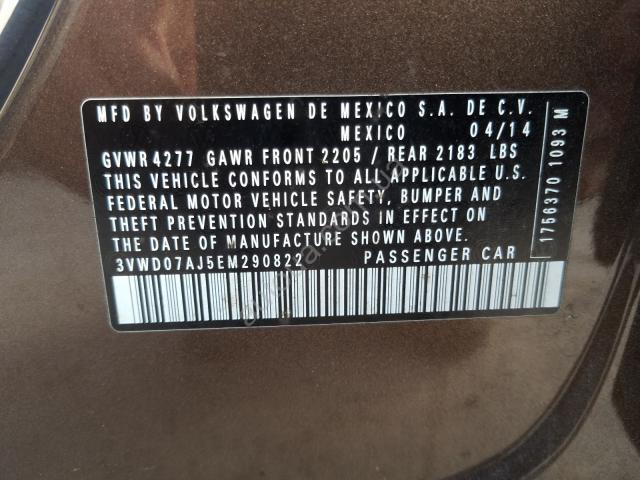 MFD BY VOLKSWAGEN DE MEXICO S.A. DE C.V.
MEXICO 04/14
GVWR 4277 GAWR FRONT 2205 / REAR 2183 LBS
THIS VEHICLE CONFORMS TO ALL APPLICABLE U.S.
FEDERAL MOTOR VEHICLE SAFETY, BUMPER AND
THEFT PREVENTION STANDARDS IN EFFECT ON
THE DATE OF MANUFACTURE SHOWN ABOVE.
3VWD07AJ5EM290822 PASSENGER CAR
1756370 1093 M